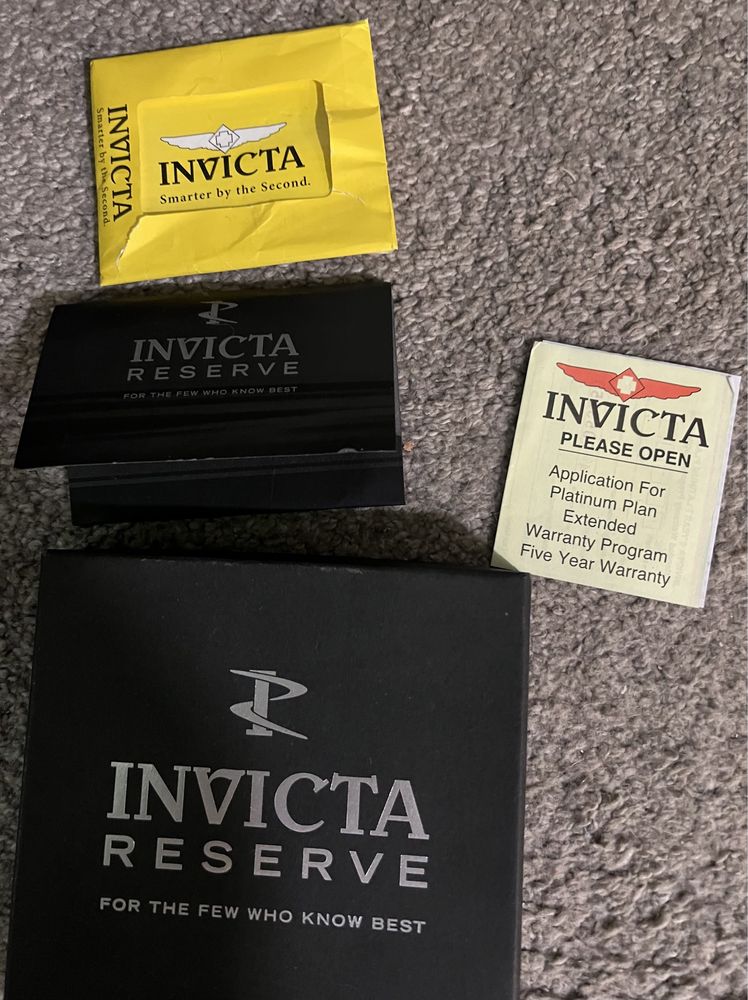 INVICTA
Smarter by the Second.
INVICTA
Smarter by the Second.
INVICTA
RESERVE
FOR THE FEW WHO KNOW BEST
INVICTA
PLEASE OPEN
Application For
Platinum Plan
Extended
Warranty Program
Five Year Warranty
INVICTA
RESERVE
FOR THE FEW WHO KNOW BEST